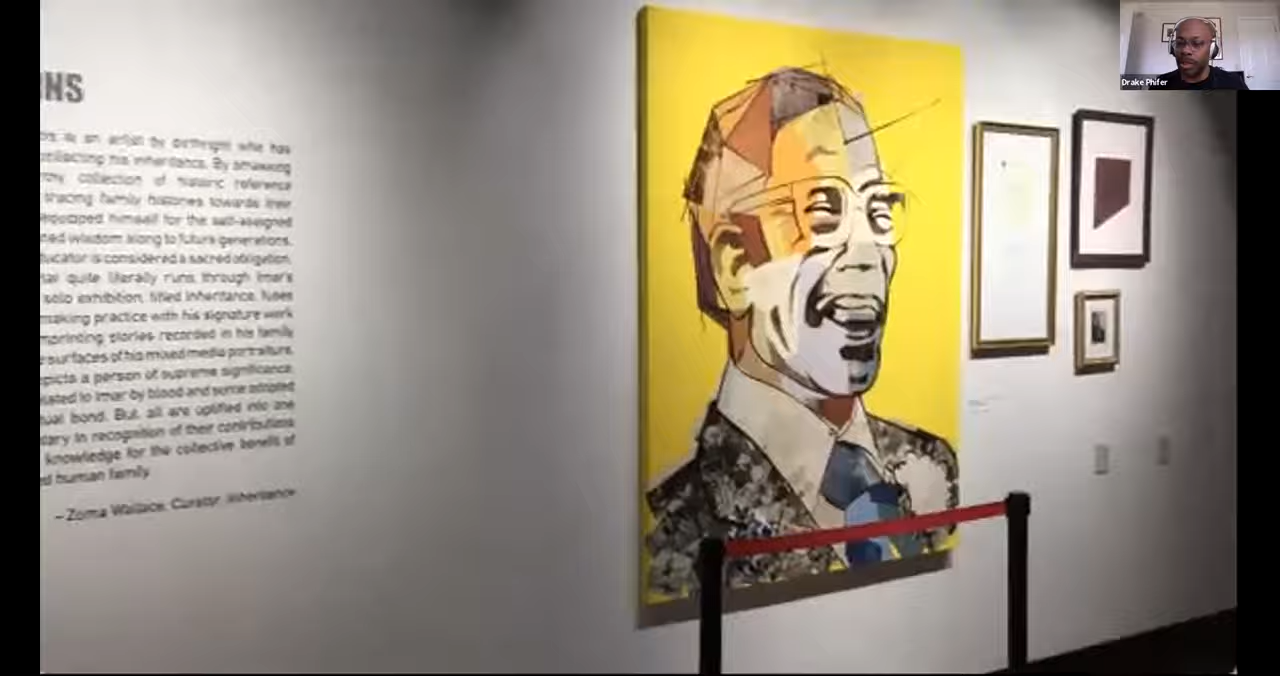 NS
is an artist by birthright who has
collecting his inheritance. By amassing
collection of historic reference
tracing family histories towards their
equipped himself for the self-assigned
wisdom along to future generations.
is considered a sacred obligation.
quite literally runs through Imar's
solo exhibition, titled Inheritance, fuses
making practice with his signature work
imprinting stories recorded in his family
surfaces of his mixed media portraiture.
depicts a person of supreme significance,
related to Imar by blood and some adopted
bond. But, all are uplifted into one
in recognition of their contributions
knowledge for the collective benefit of
human family.
– Zoma Wallace, Curator, Inheritance
Drake Phifer